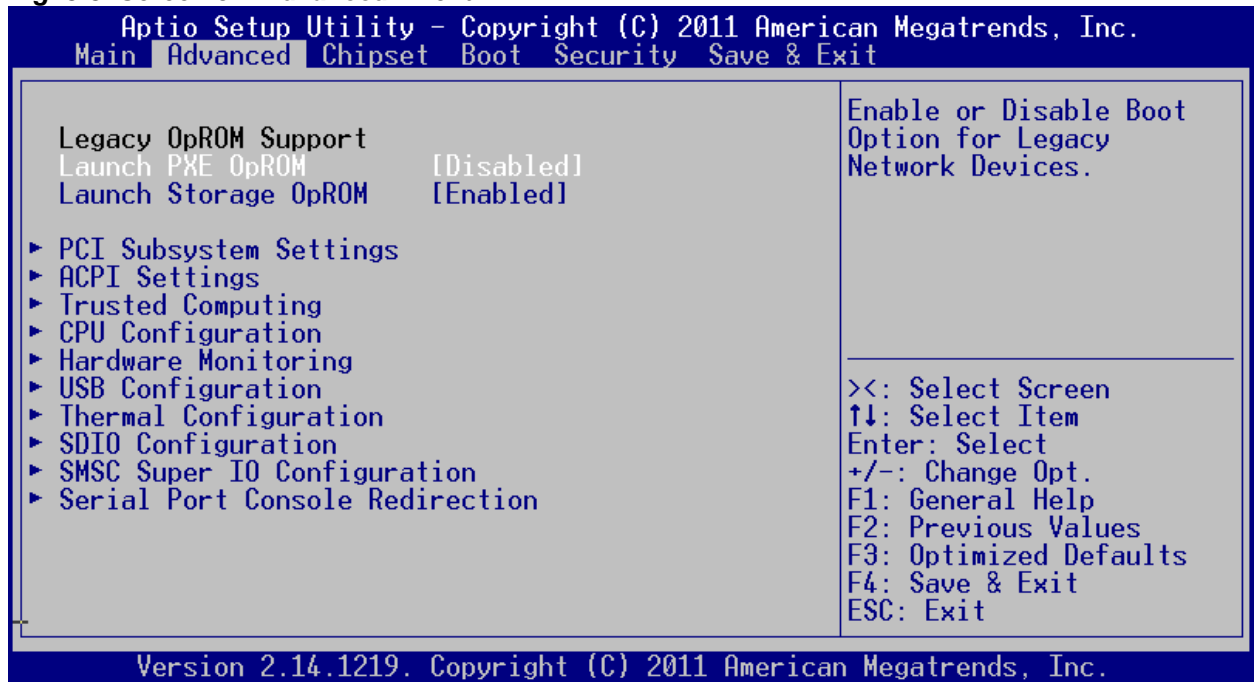 Aptio Setup Utility – Copyright (C) 2011 American Megatrends, Inc.
Main Advanced Chipset Boot Security Save & Exit
Legacy OpROM Support
Launch PXE OpROM [Disabled]
Launch Storage OpROM [Enabled]
► PCI Subsystem Settings
► ACPI Settings
► Trusted Computing
► CPU Configuration
► Hardware Monitoring
► USB Configuration
► Thermal Configuration
► SDIO Configuration
► SMSC Super IO Configuration
► Serial Port Console Redirection
Enable or Disable Boot
Option for Legacy
Network Devices.
><: Select Screen
↑↓: Select Item
Enter: Select
+/-: Change Opt.
F1: General Help
F2: Previous Values
F3: Optimized Defaults
F4: Save & Exit
ESC: Exit
Version 2.14.1219. Copyright (C) 2011 American Megatrends, Inc.